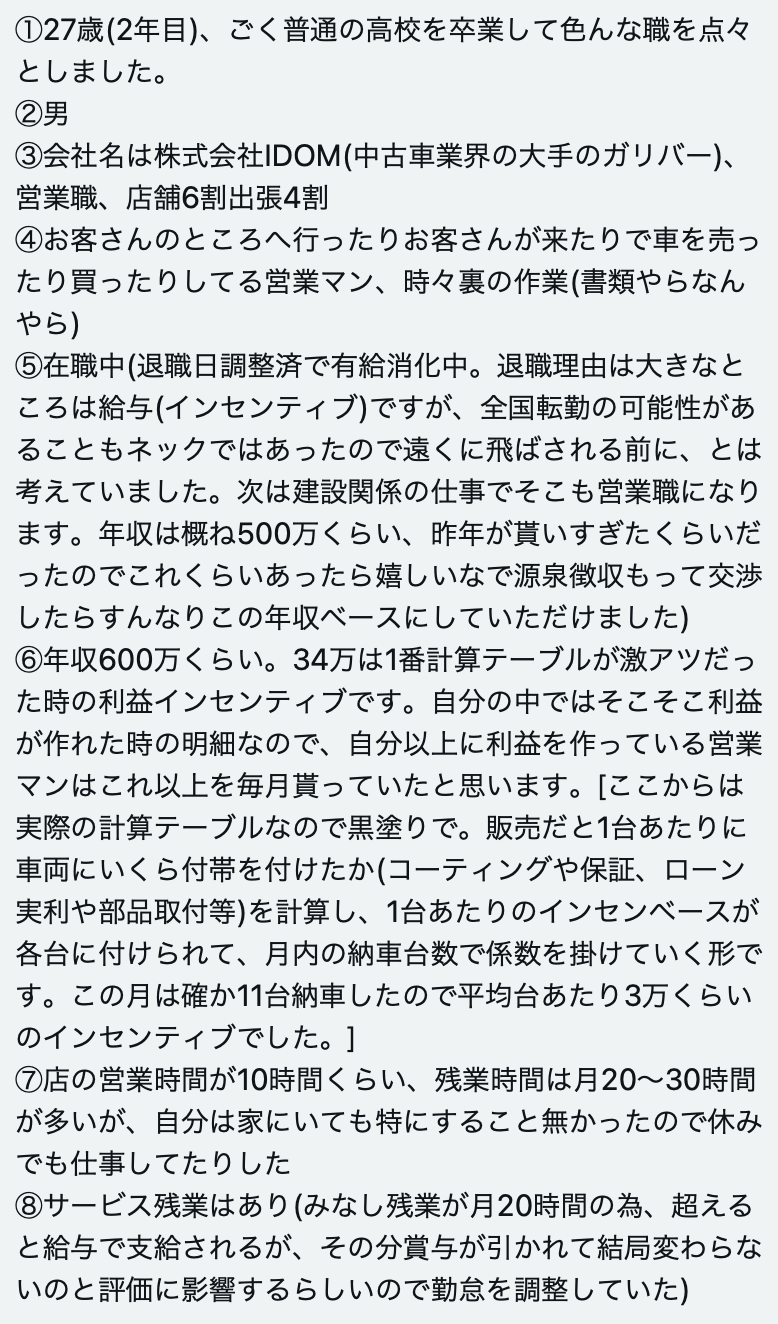 ①27歳(2年目)、ごく普通の高校を卒業して色んな職を点々
としました。
②男
③会社名は株式会社IDOM(中古車業界の大手のガリバー)、
営業職、店舗6割出張4割
④お客さんのところへ行ったりお客さんが来たりで車を売っ
たり買ったりしてる営業マン、時々裏の作業(書類やらなん
やら)
⑤在職中(退職日調整済で有給消化中。退職理由は大きなと
ころは給与(インセンティブ)ですが、全国転勤の可能性があ
ることもネックではあったので遠くに飛ばされる前に、とは
考えていました。次は建設関係の仕事でそこも営業職になり
ます。年収は概ね500万くらい、昨年が貰いすぎたくらいだ
ったのでこれくらいあったら嬉しいなで源泉徴収もって交渉
したらすんなりこの年収ベースにしていただけました)
⑥年収600万くらい。34万は1番計算テーブルが激アツだっ
た時の利益インセンティブです。自分の中ではそこそこ利益
が作れた時の明細なので、自分以上に利益を作っている営業
マンはこれ以上を毎月貰っていたと思います。[ここからは
実際の計算テーブルなので黒塗りで。販売だと1台あたりに
車両にいくら付帯を付けたか(コーティングや保証、ローン
実利や部品取付等)を計算し、1台あたりのインセンベースが
各台に付けられて、月内の納車台数で係数を掛けていく形で
す。この月は確か11台納車したので平均台あたり3万くらい
のインセンティブでした。]
⑦店の営業時間が10時間くらい、残業時間は月20〜30時間
が多いが、自分は家にいても特にすること無かったので休み
でも仕事してたりした
⑧サービス残業はあり(みなし残業が月20時間の為、超える
と給与で支給されるが、その分賞与が引かれて結局変わらな
いのと評価に影響するらしいので勤怠を調整していた)